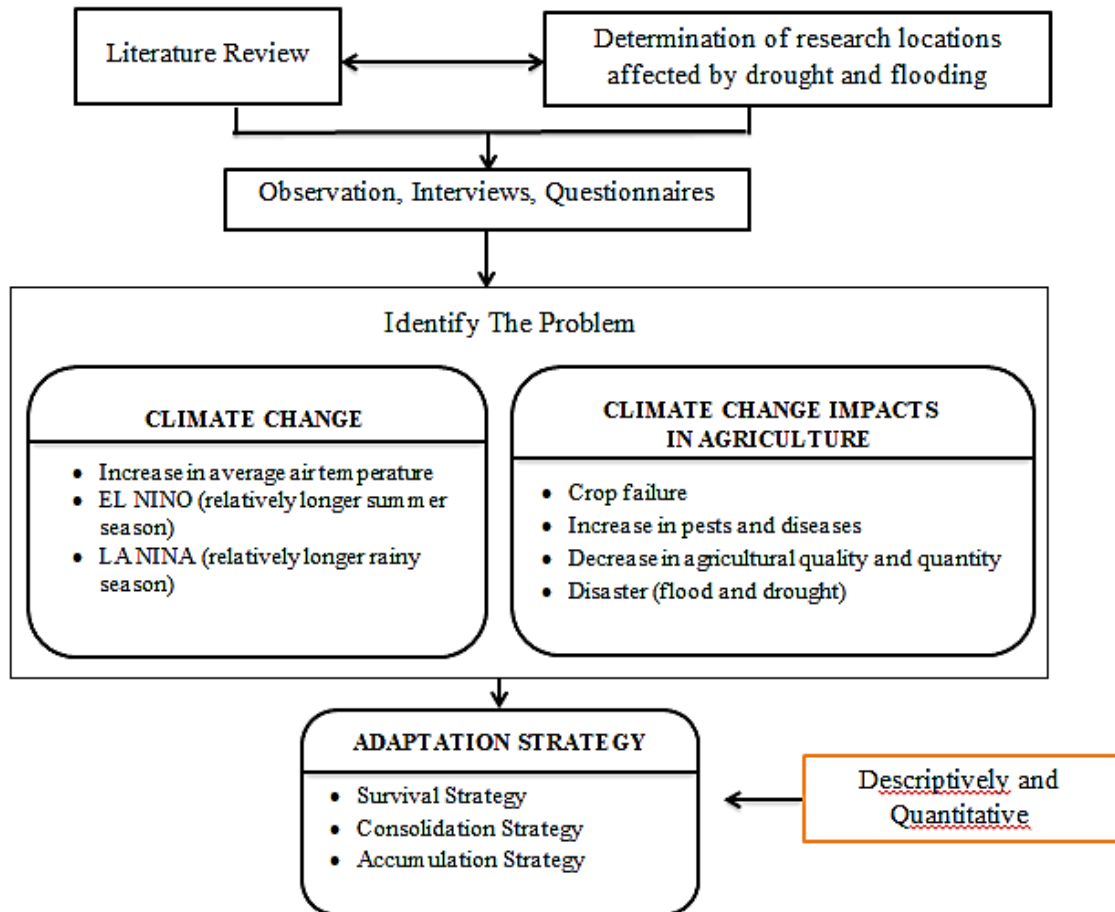 Literature Review
Determination of research locations
affected by drought and flooding
Observation, Interviews, Questionnaires
Identify The Problem
CLIMATE CHANGE
• Increase in average air temperature
• EL NINO (relatively longer summer
season)
• LA NINA (relatively longer rainy
season)
CLIMATE CHANGE IMPACTS
IN AGRICULTURE
• Crop failure
• Increase in pests and diseases
• Decrease in agricultural quality and quantity
• Disaster (flood and drought)
ADAPTATION STRATEGY
• Survival Strategy
• Consolidation Strategy
• Accumulation Strategy
Descriptively and
Quantitative